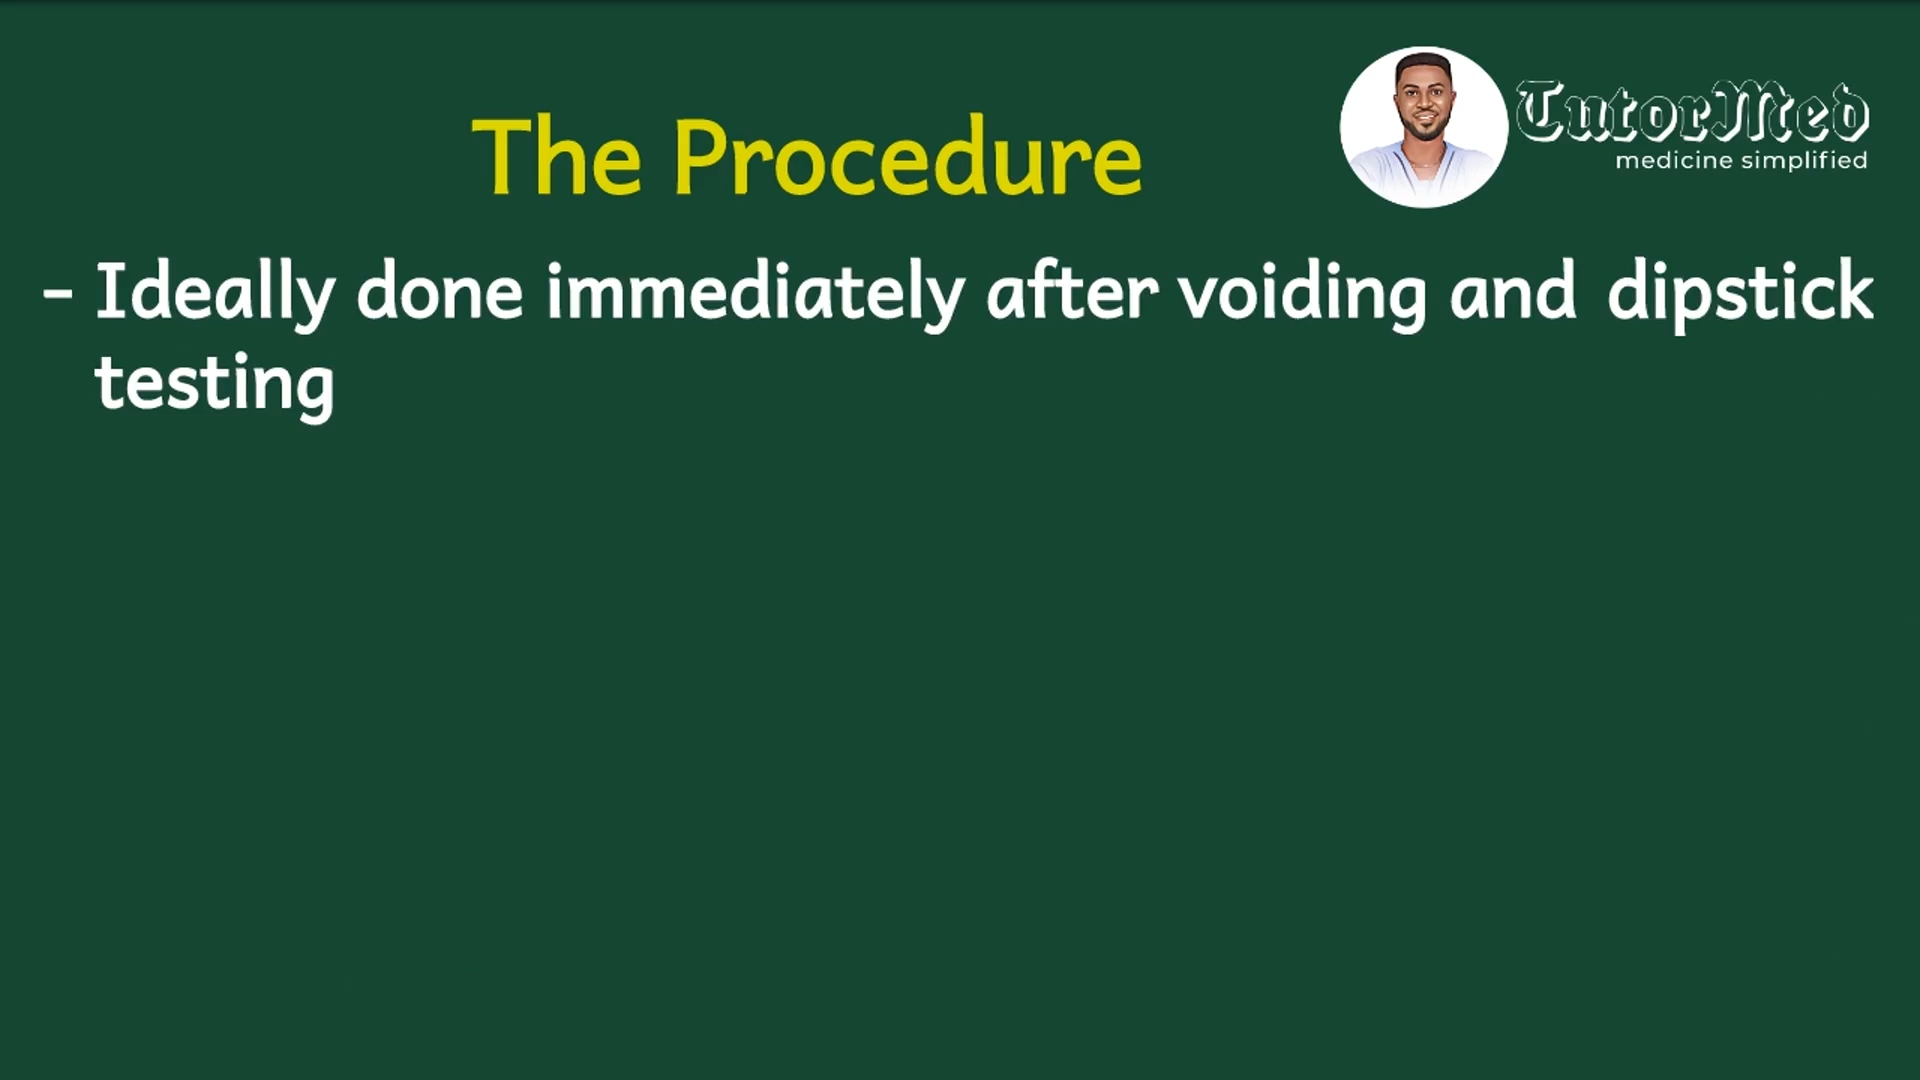 TutorMed
medicine simplified
The Procedure
- Ideally done immediately after voiding and dipstick
testing